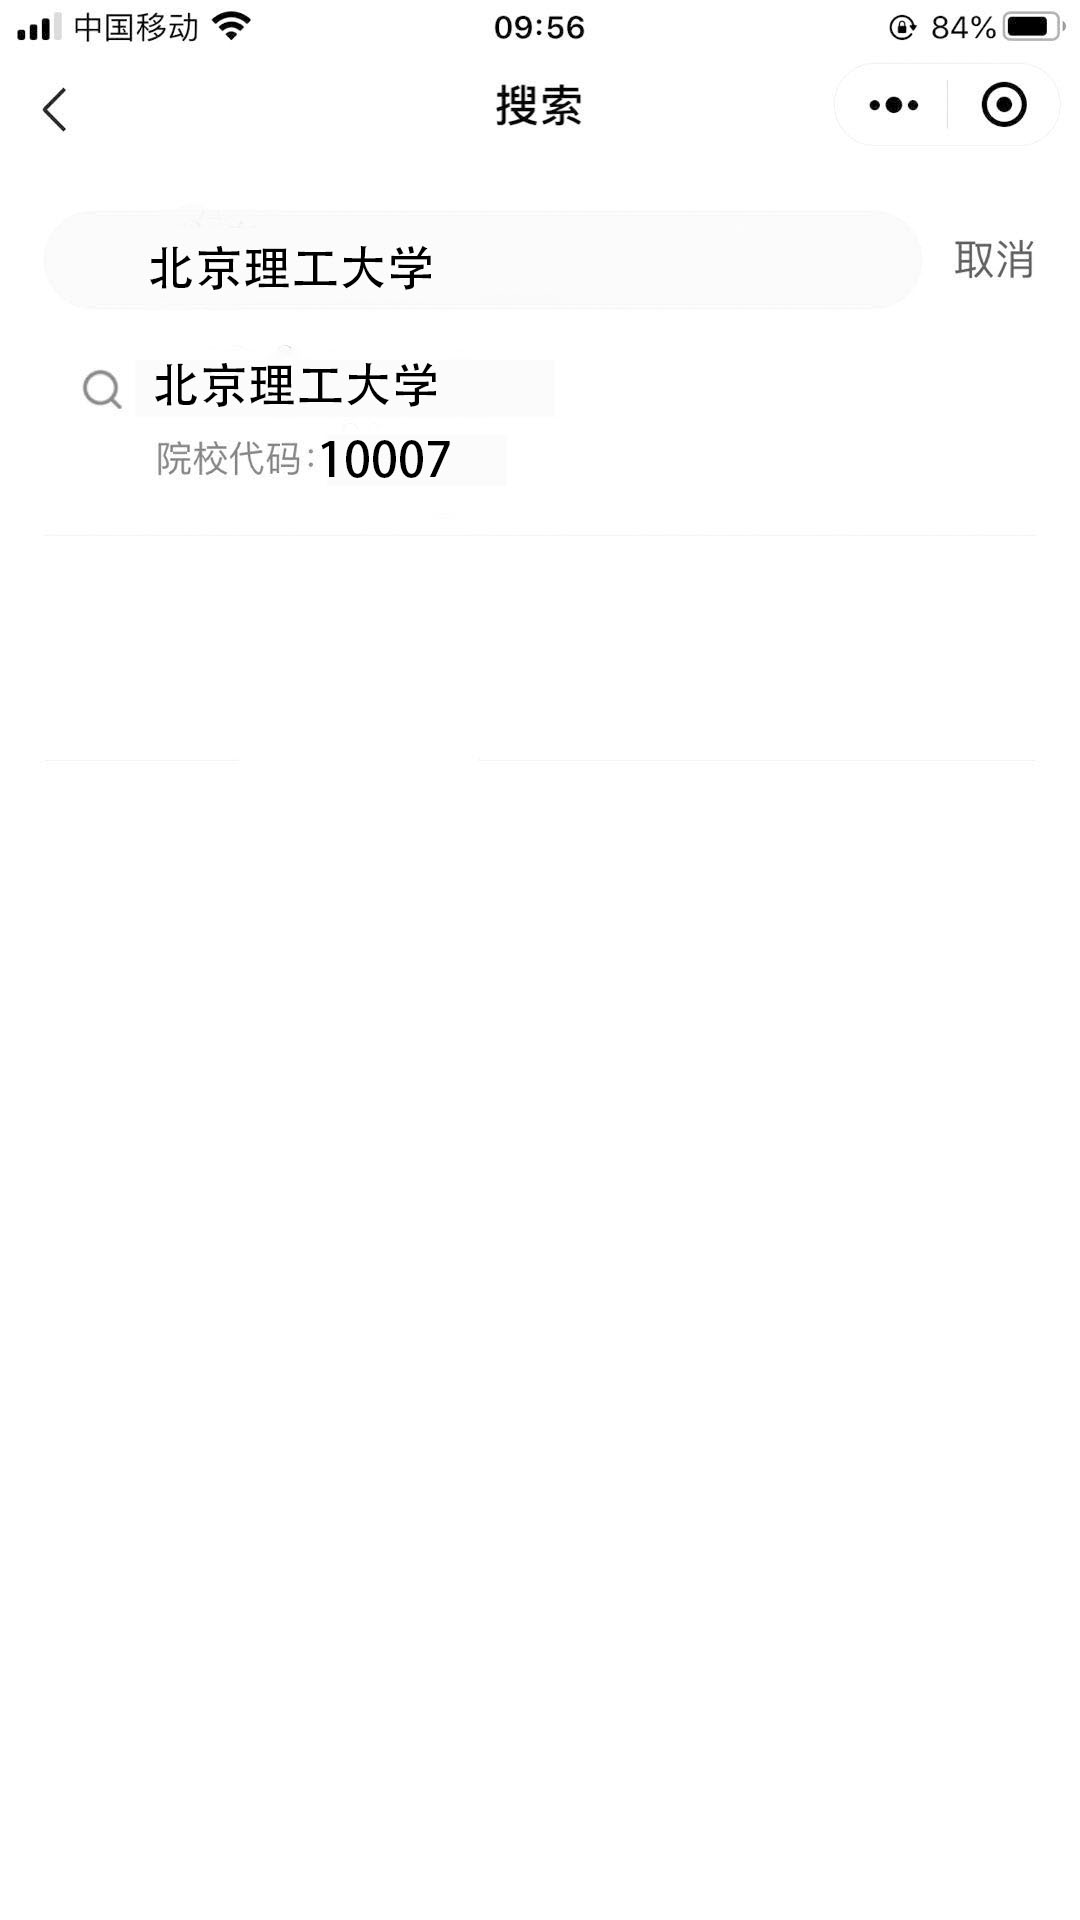 中国移动 09:56 84%
搜索
北京理工大学 取消
北京理工大学
院校代码:10007